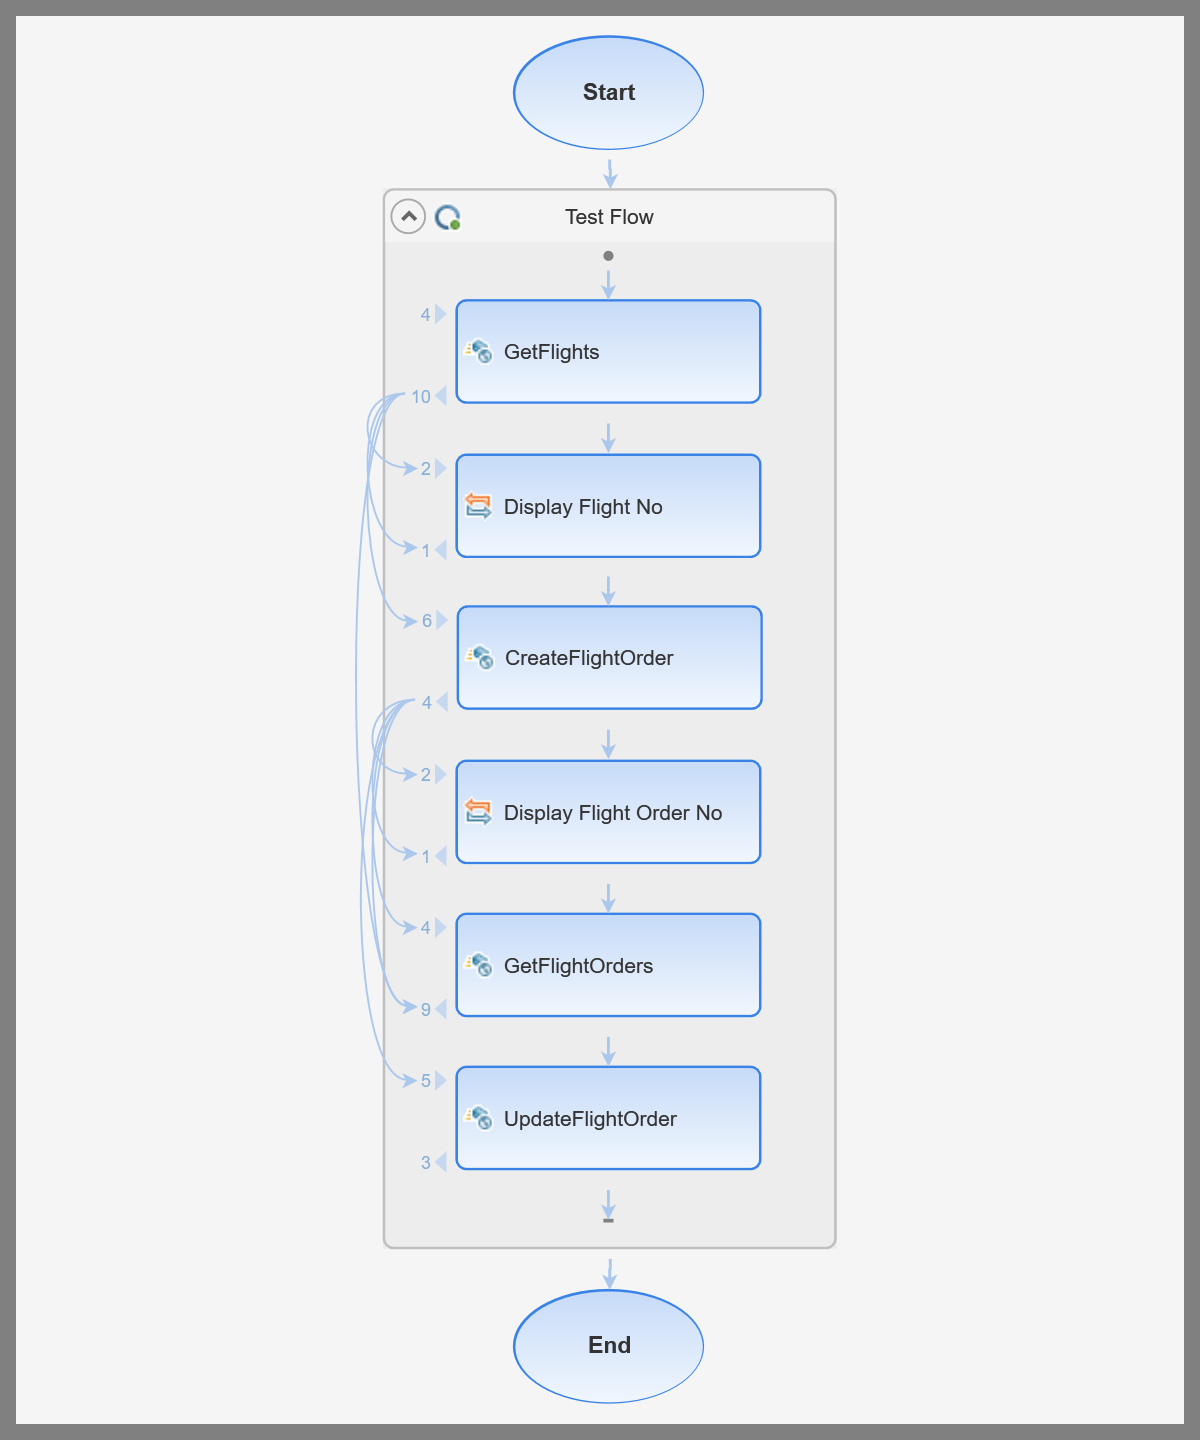 Start
Test Flow
4
GetFlights
10
2
Display Flight No
1
6
CreateFlightOrder
4
2
Display Flight Order No
1
4
GetFlightOrders
9
5
UpdateFlightOrder
3
End